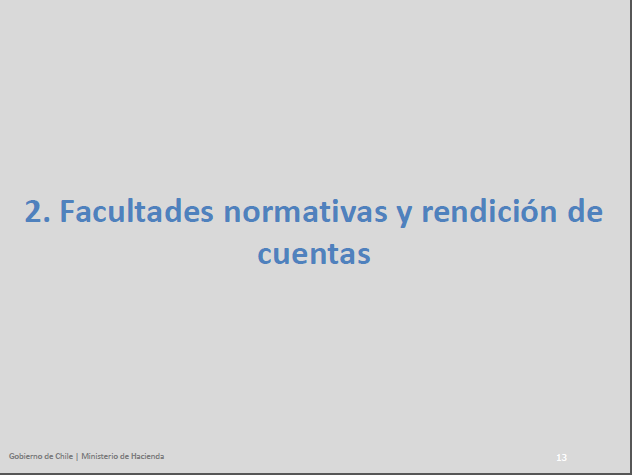 2. Facultades normativas y rendición de
cuentas
Gobierno de Chile | Ministerio de Hacienda
13